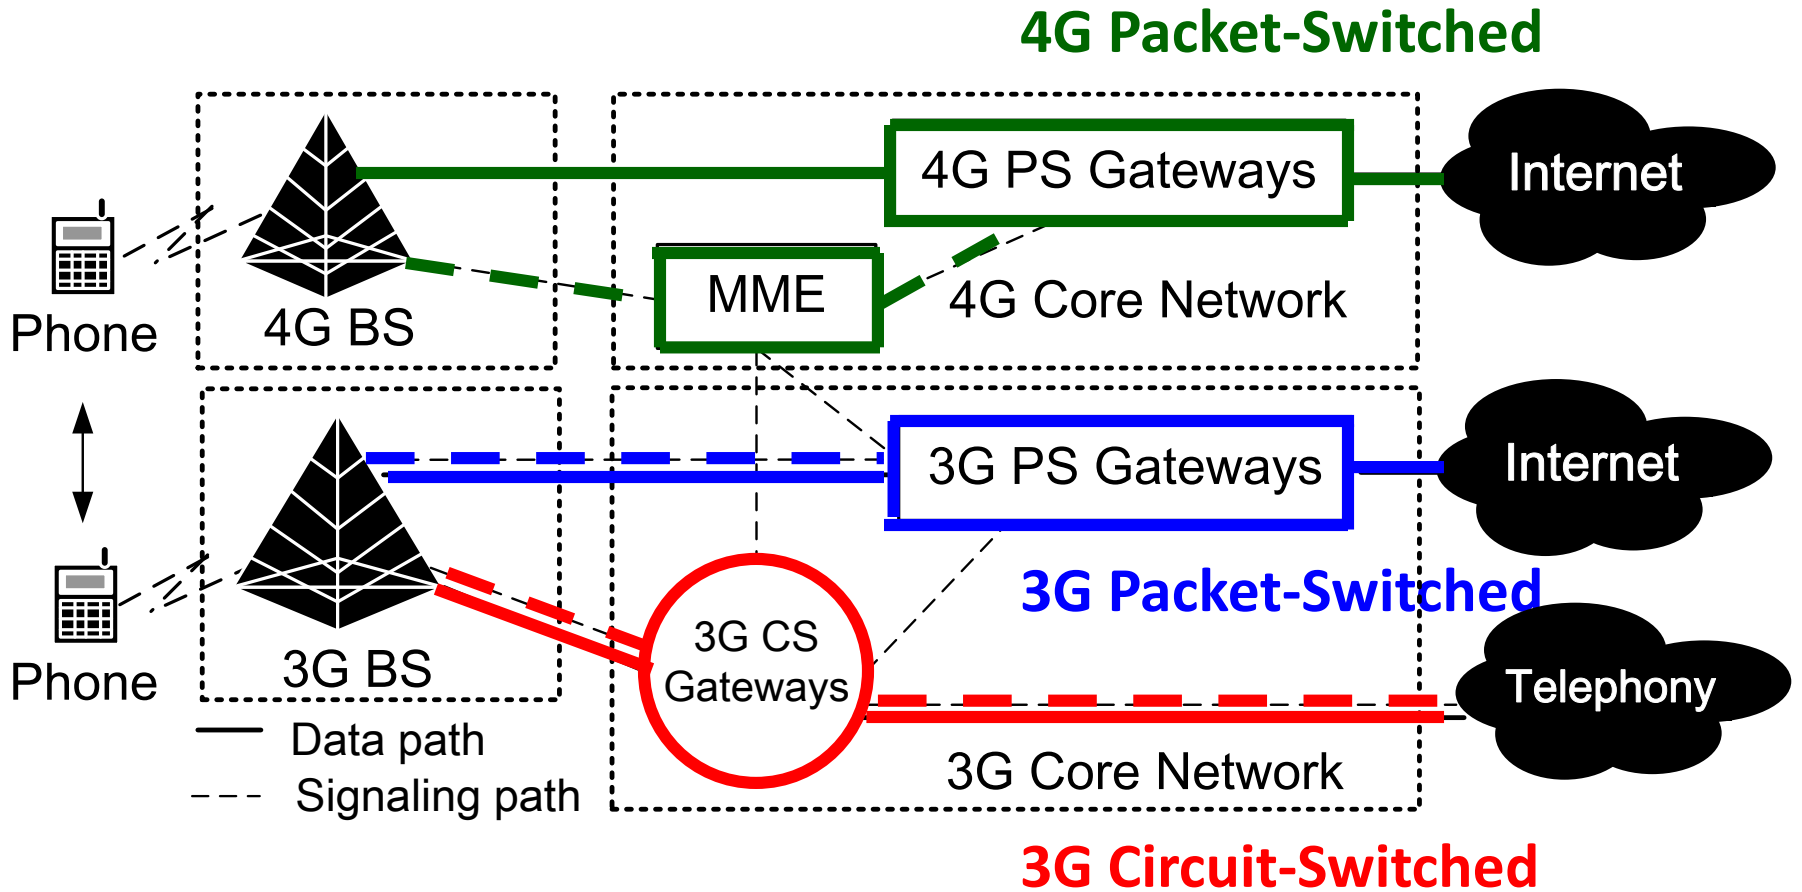 4G Packet-Switched
4G PS Gateways
Internet
MME
4G Core Network
4G BS
Phone
3G PS Gateways
Internet
3G Packet-Switched
3G CS
Gateways
3G BS
Phone
Telephony
Data path
Signaling path
3G Core Network
3G Circuit-Switched